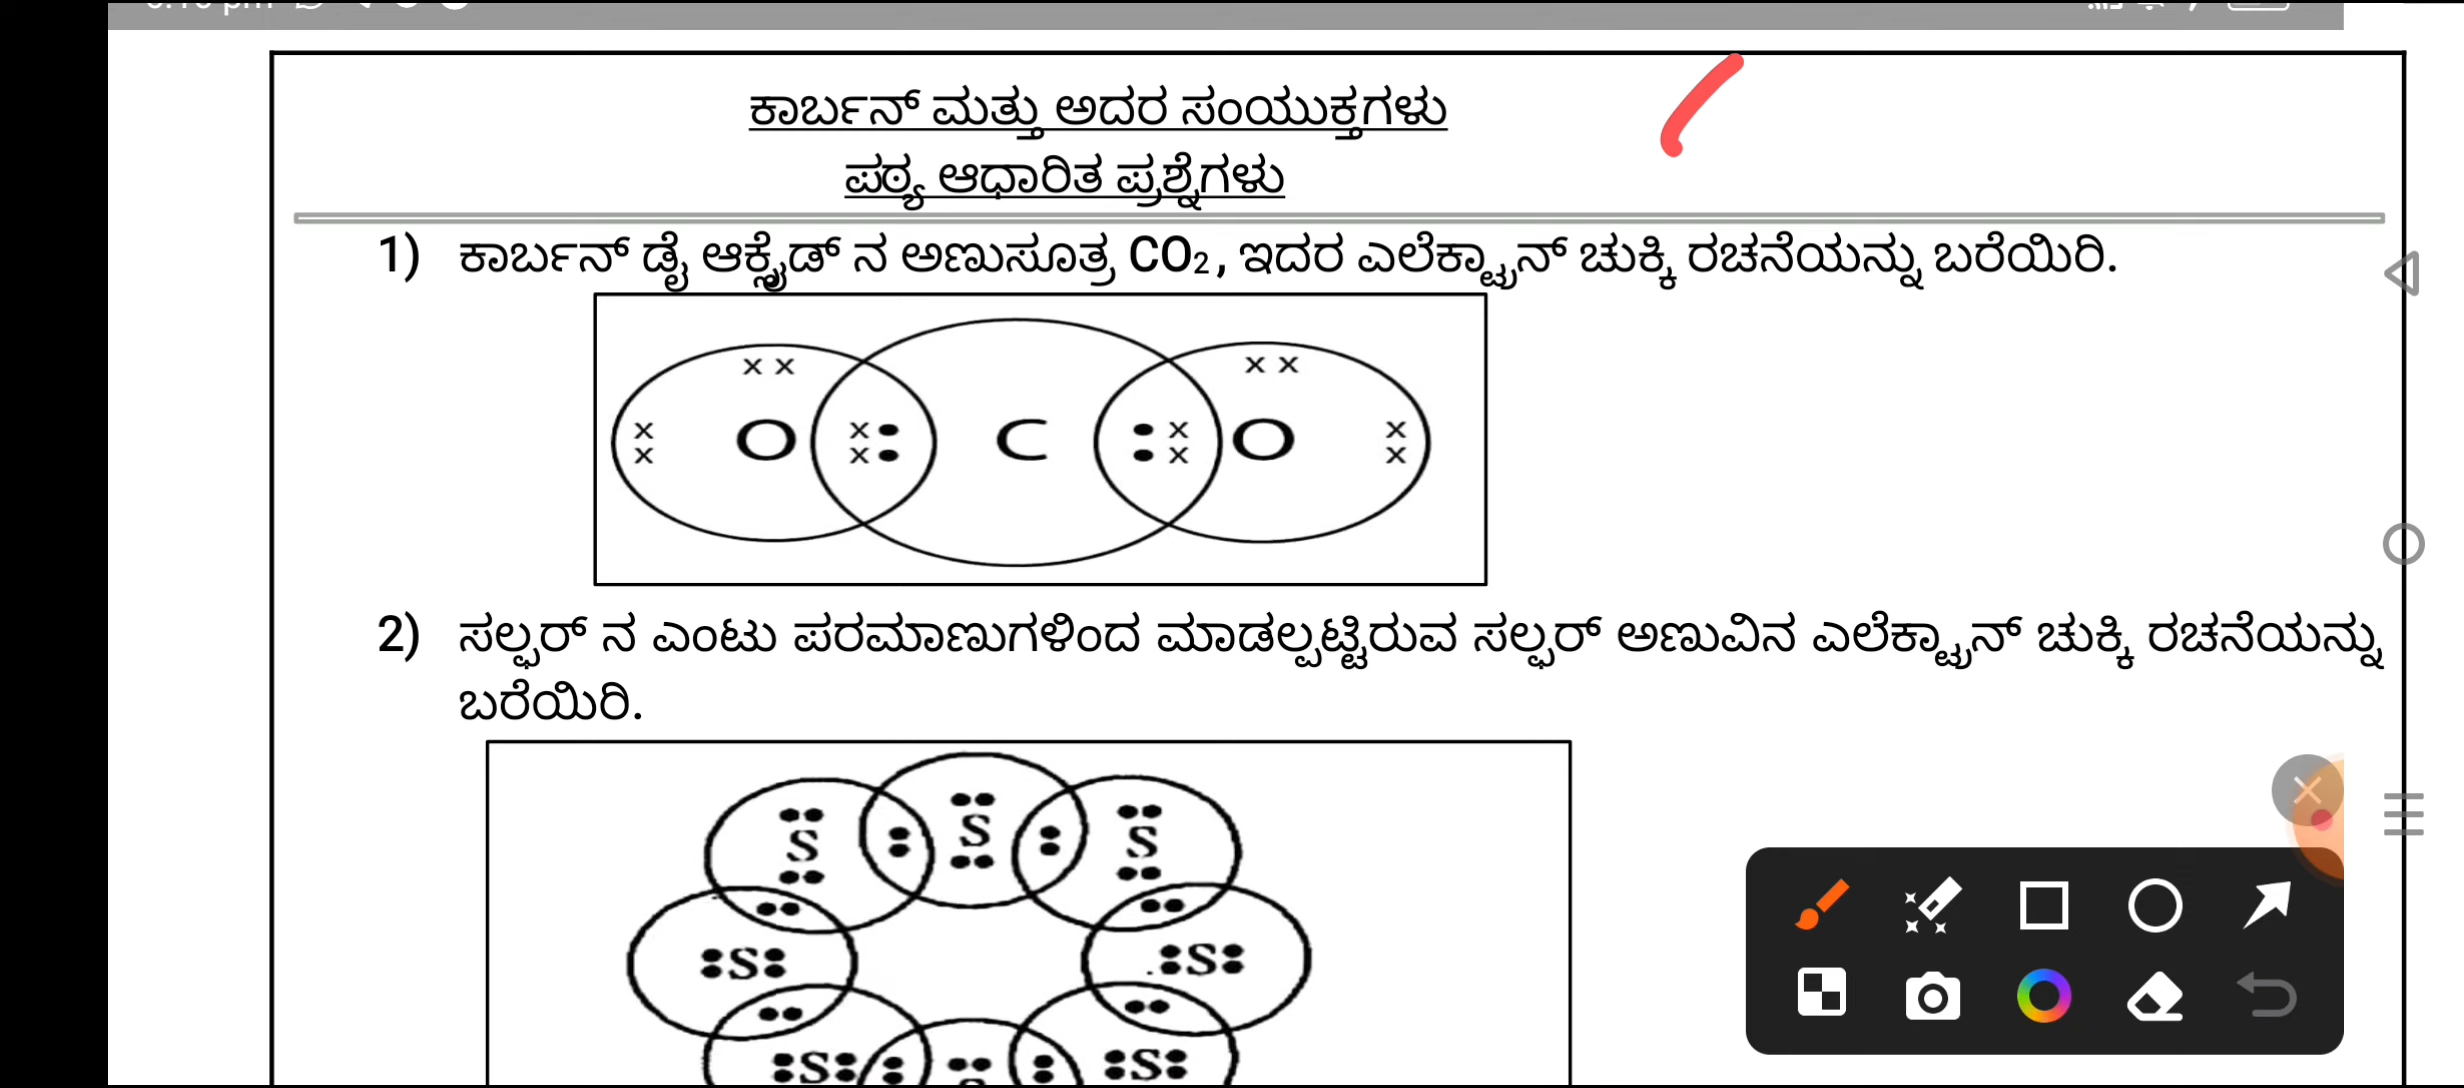 ಕಾರ್ಬನ್ ಮತ್ತು ಅದರ ಸಂಯುಕ್ತಗಳು
ಪಠ್ಯ ಆಧಾರಿತ ಪ್ರಶ್ನೆಗಳು
1) ಕಾರ್ಬನ್ ಡೈ ಆಕ್ಸೈಡ್ ನ ಅಣುಸೂತ್ರ CO₂, ಇದರ ಎಲೆಕ್ಟ್ರಾನ್ ಚುಕ್ಕಿ ರಚನೆಯನ್ನು ಬರೆಯಿರಿ.
x x x x
x O x C x O x
x x x x
2) ಸಲ್ಫರ್ ನ ಎಂಟು ಪರಮಾಣುಗಳಿಂದ ಮಾಡಲ್ಪಟ್ಟಿರುವ ಸಲ್ಫರ್ ಅಣುವಿನ ಎಲೆಕ್ಟ್ರಾನ್ ಚುಕ್ಕಿ ರಚನೆಯನ್ನು
ಬರೆಯಿರಿ.
S S S
S S
S S